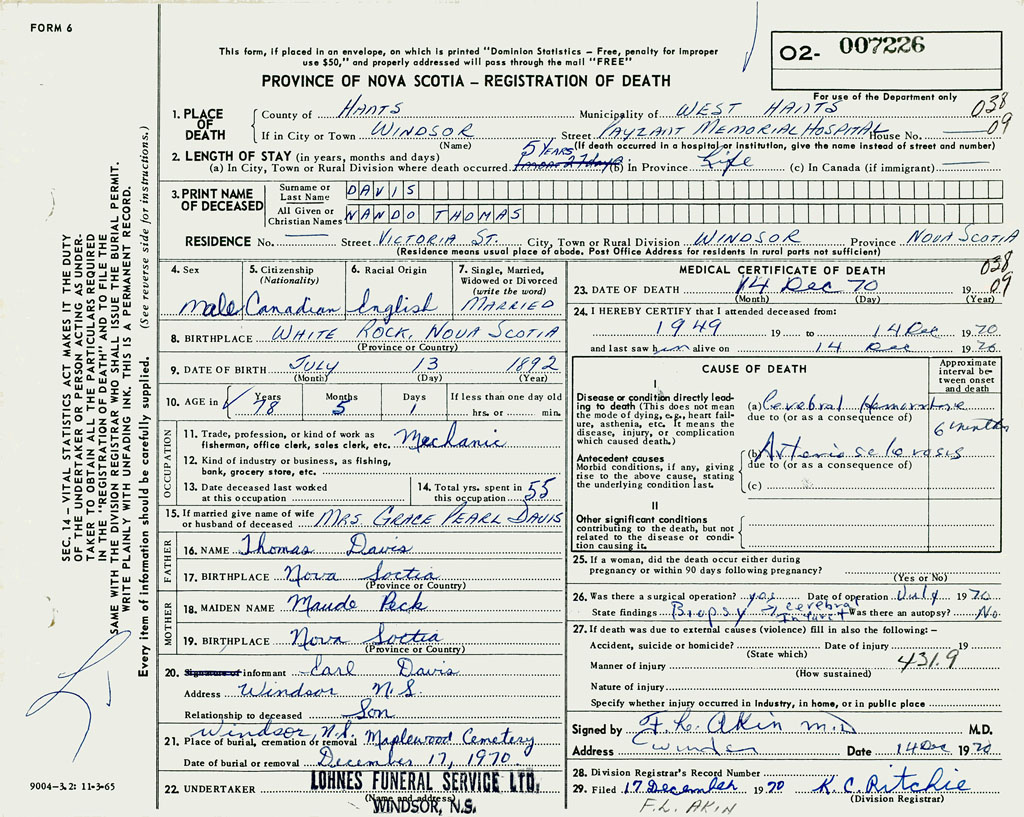 FORM 6
This form, if placed in an envelope, on which is printed "Dominion Statistics — Free, penalty for improper
use $50," and properly addressed will pass through the mail "FREE"
PROVINCE OF NOVA SCOTIA — REGISTRATION OF DEATH
02- 007226
For use of the Department only
038
09
1. PLACE OF DEATH
County of HANTS Municipality of WEST HANTS
If in City or Town WINDSOR Street PAYZANT MEMORIAL HOSPITAL House No.
(Name) (If death occurred in a hospital or institution, give the name instead of street and number)
2. LENGTH OF STAY (in years, months and days)
(a) In City, Town or Rural Division where death occurred 5 YEARS (b) In Province Life (c) In Canada (if immigrant)
3. PRINT NAME OF DECEASED
Surname or Last Name DAVIS
All Given or Christian Names NANDO THOMAS
RESIDENCE No. Street VICTORIA ST. City, Town or Rural Division WINDSOR Province NOVA SCOTIA
(Residence means usual place of abode. Post Office Address for residents in rural parts not sufficient)
4. Sex
Male
5. Citizenship (Nationality)
Canadian
6. Racial Origin
English
7. Single, Married, Widowed or Divorced (write the word)
MARRIED
8. BIRTHPLACE WHITE ROCK, NOVA SCOTIA
(Province or Country)
9. DATE OF BIRTH JULY 13 1892
(Month) (Day) (Year)
10. AGE in Years Months Days If less than one day old
78 5 1 hrs. or min.
OCCUPATION
11. Trade, profession, or kind of work as Mechanic
fisherman, office clerk, sales clerk, etc.
12. Kind of industry or business, as fishing,
bank, grocery store, etc.
13. Date deceased last worked at this occupation
14. Total yrs. spent in this occupation 55
15. If married give name of wife or husband of deceased MRS. GRACE PEARL DAVIS
FATHER
16. NAME Thomas Davis
17. BIRTHPLACE Nova Soctia
(Province or Country)
MOTHER
18. MAIDEN NAME Maude Peck
19. BIRTHPLACE Nova Soctia
(Province or Country)
20. Signature of informant Earl Davis
Address Windsor N.S.
Relationship to deceased Son
Windsor, N.S.
21. Place of burial, cremation or removal Maplewood Cemetery
Date of burial or removal December 17, 1970
22. UNDERTAKER LOHNES FUNERAL SERVICE LTD.
(Name and address)
WINDSOR, N.S.
MEDICAL CERTIFICATE OF DEATH
038
09
23. DATE OF DEATH 14 Dec 70 19
(Month) (Day) (Year)
24. I HEREBY CERTIFY that I attended deceased from:
1949 19 to 14 Dec 1970
and last saw him alive on 14 Dec 1970
CAUSE OF DEATH
Approximate interval between onset and death
I
Disease or condition directly leading to death (This does not mean the mode of dying, e.g., heart failure, asthenia, etc. It means the disease, injury, or complication which caused death.)
(a) Cerebral Hemorrhage
due to (or as a consequence of)
6 months
Antecedent causes
Morbid conditions, if any, giving rise to the above condition, stating the underlying condition last.
(b) Arteriosclerosis
due to (or as a consequence of)
(c)
II
Other significant conditions contributing to the death, but not related to the disease or condition causing it.
25. If a woman, did the death occur either during
pregnancy or within 90 days following pregnancy?
(Yes or No)
26. Was there a surgical operation? yes Date of operation July 1970
State findings Biopsy cerebral Was there an autopsy? No
27. If death was due to external causes (violence) fill in also the following: —
Accident, suicide or homicide? Date of injury 19
(State which)
Manner of injury 431.9
(How sustained)
Nature of injury
Specify whether injury occurred in industry, in home, or in public place
Signed by F. L. Akin M.D. M.D.
Address Date 14 Dec 1970
28. Division Registrar's Record Number
29. Filed 17 December 1970 K. C. Ritchie
(Division Registrar)
F.L. AKIN
SEC. 14 — VITAL STATISTICS ACT MAKES IT THE DUTY
OF THE UNDERTAKER OR PERSON ACTING AS UNDER-
TAKER TO OBTAIN ALL THE PARTICULARS REQUIRED
IN THE "REGISTRATION OF DEATH" AND TO FILE THE
SAME WITH THE DIVISION REGISTRAR WHO SHALL ISSUE THE BURIAL PERMIT.
WRITE PLAINLY WITH UNFADING INK. THIS IS A PERMANENT RECORD.
Every item of information should be carefully supplied. (See reverse side for instructions.)
9004-3.2: 11-3-65